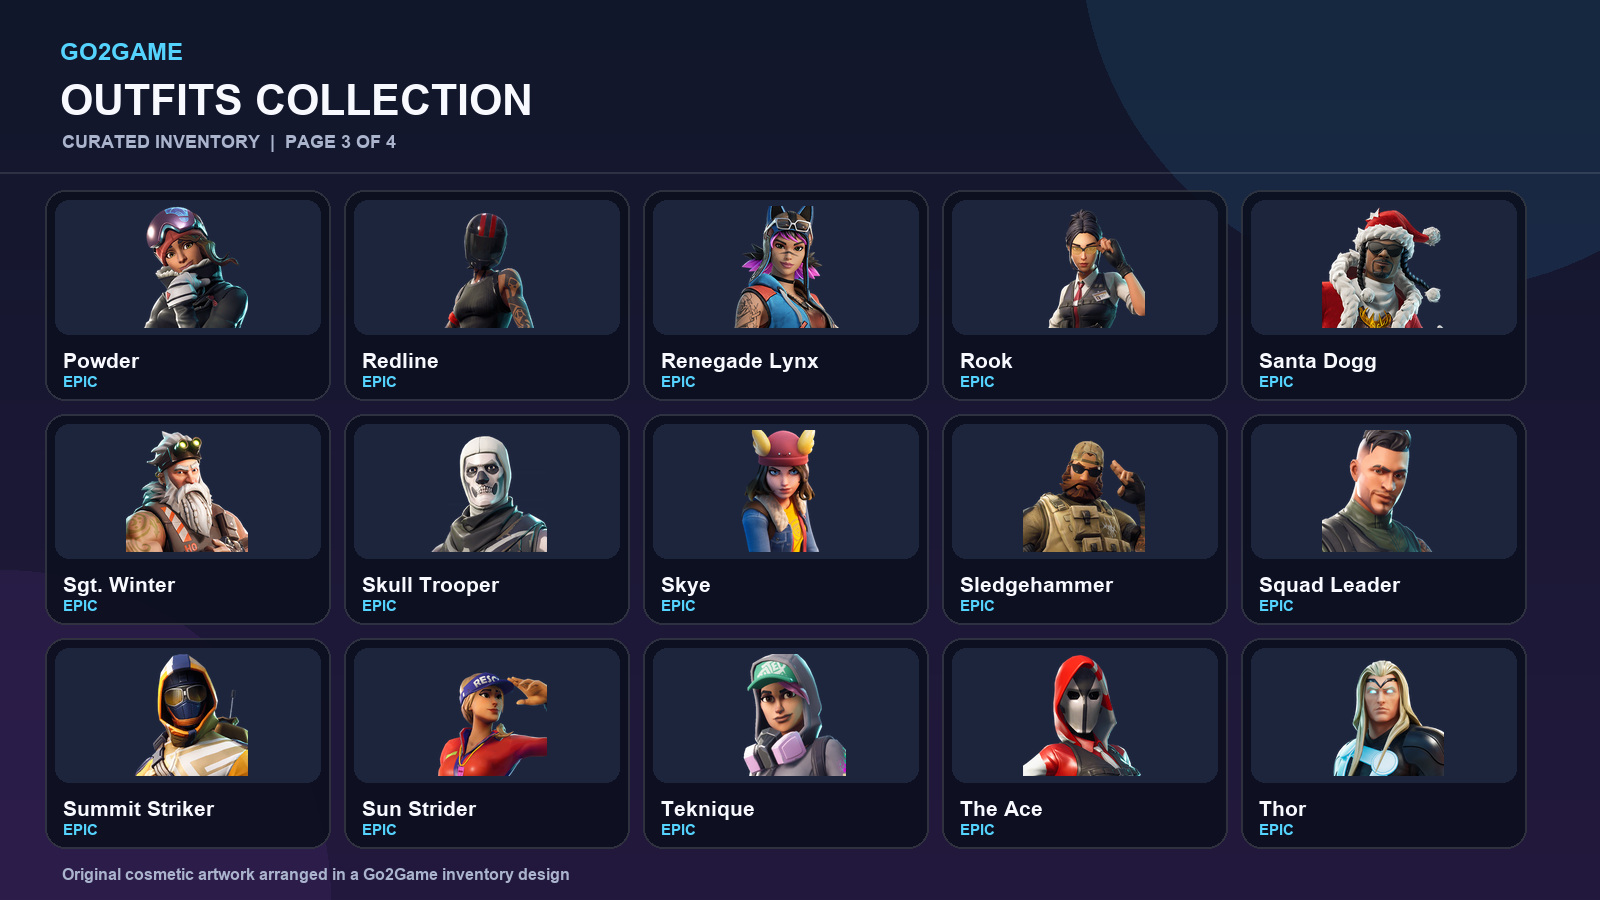 GO2GAME
OUTFITS COLLECTION
CURATED INVENTORY | PAGE 3 OF 4
Powder
EPIC
Redline
EPIC
Renegade Lynx
EPIC
Rook
EPIC
Santa Dogg
EPIC
Sgt. Winter
EPIC
Skull Trooper
EPIC
Skye
EPIC
Sledgehammer
EPIC
Squad Leader
EPIC
Summit Striker
EPIC
Sun Strider
EPIC
Teknique
EPIC
The Ace
EPIC
Thor
EPIC
Original cosmetic artwork arranged in a Go2Game inventory design